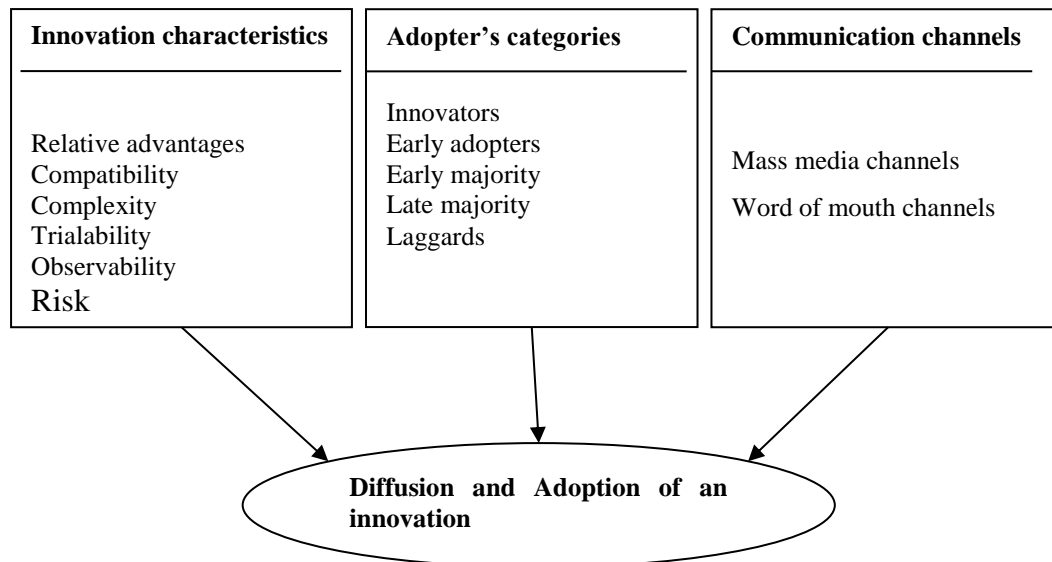 Innovation characteristics
Relative advantages
Compatibility
Complexity
Trialability
Observability
Risk
Adopter’s categories
Innovators
Early adopters
Early majority
Late majority
Laggards
Communication channels
Mass media channels
Word of mouth channels
Diffusion and Adoption of an
innovation